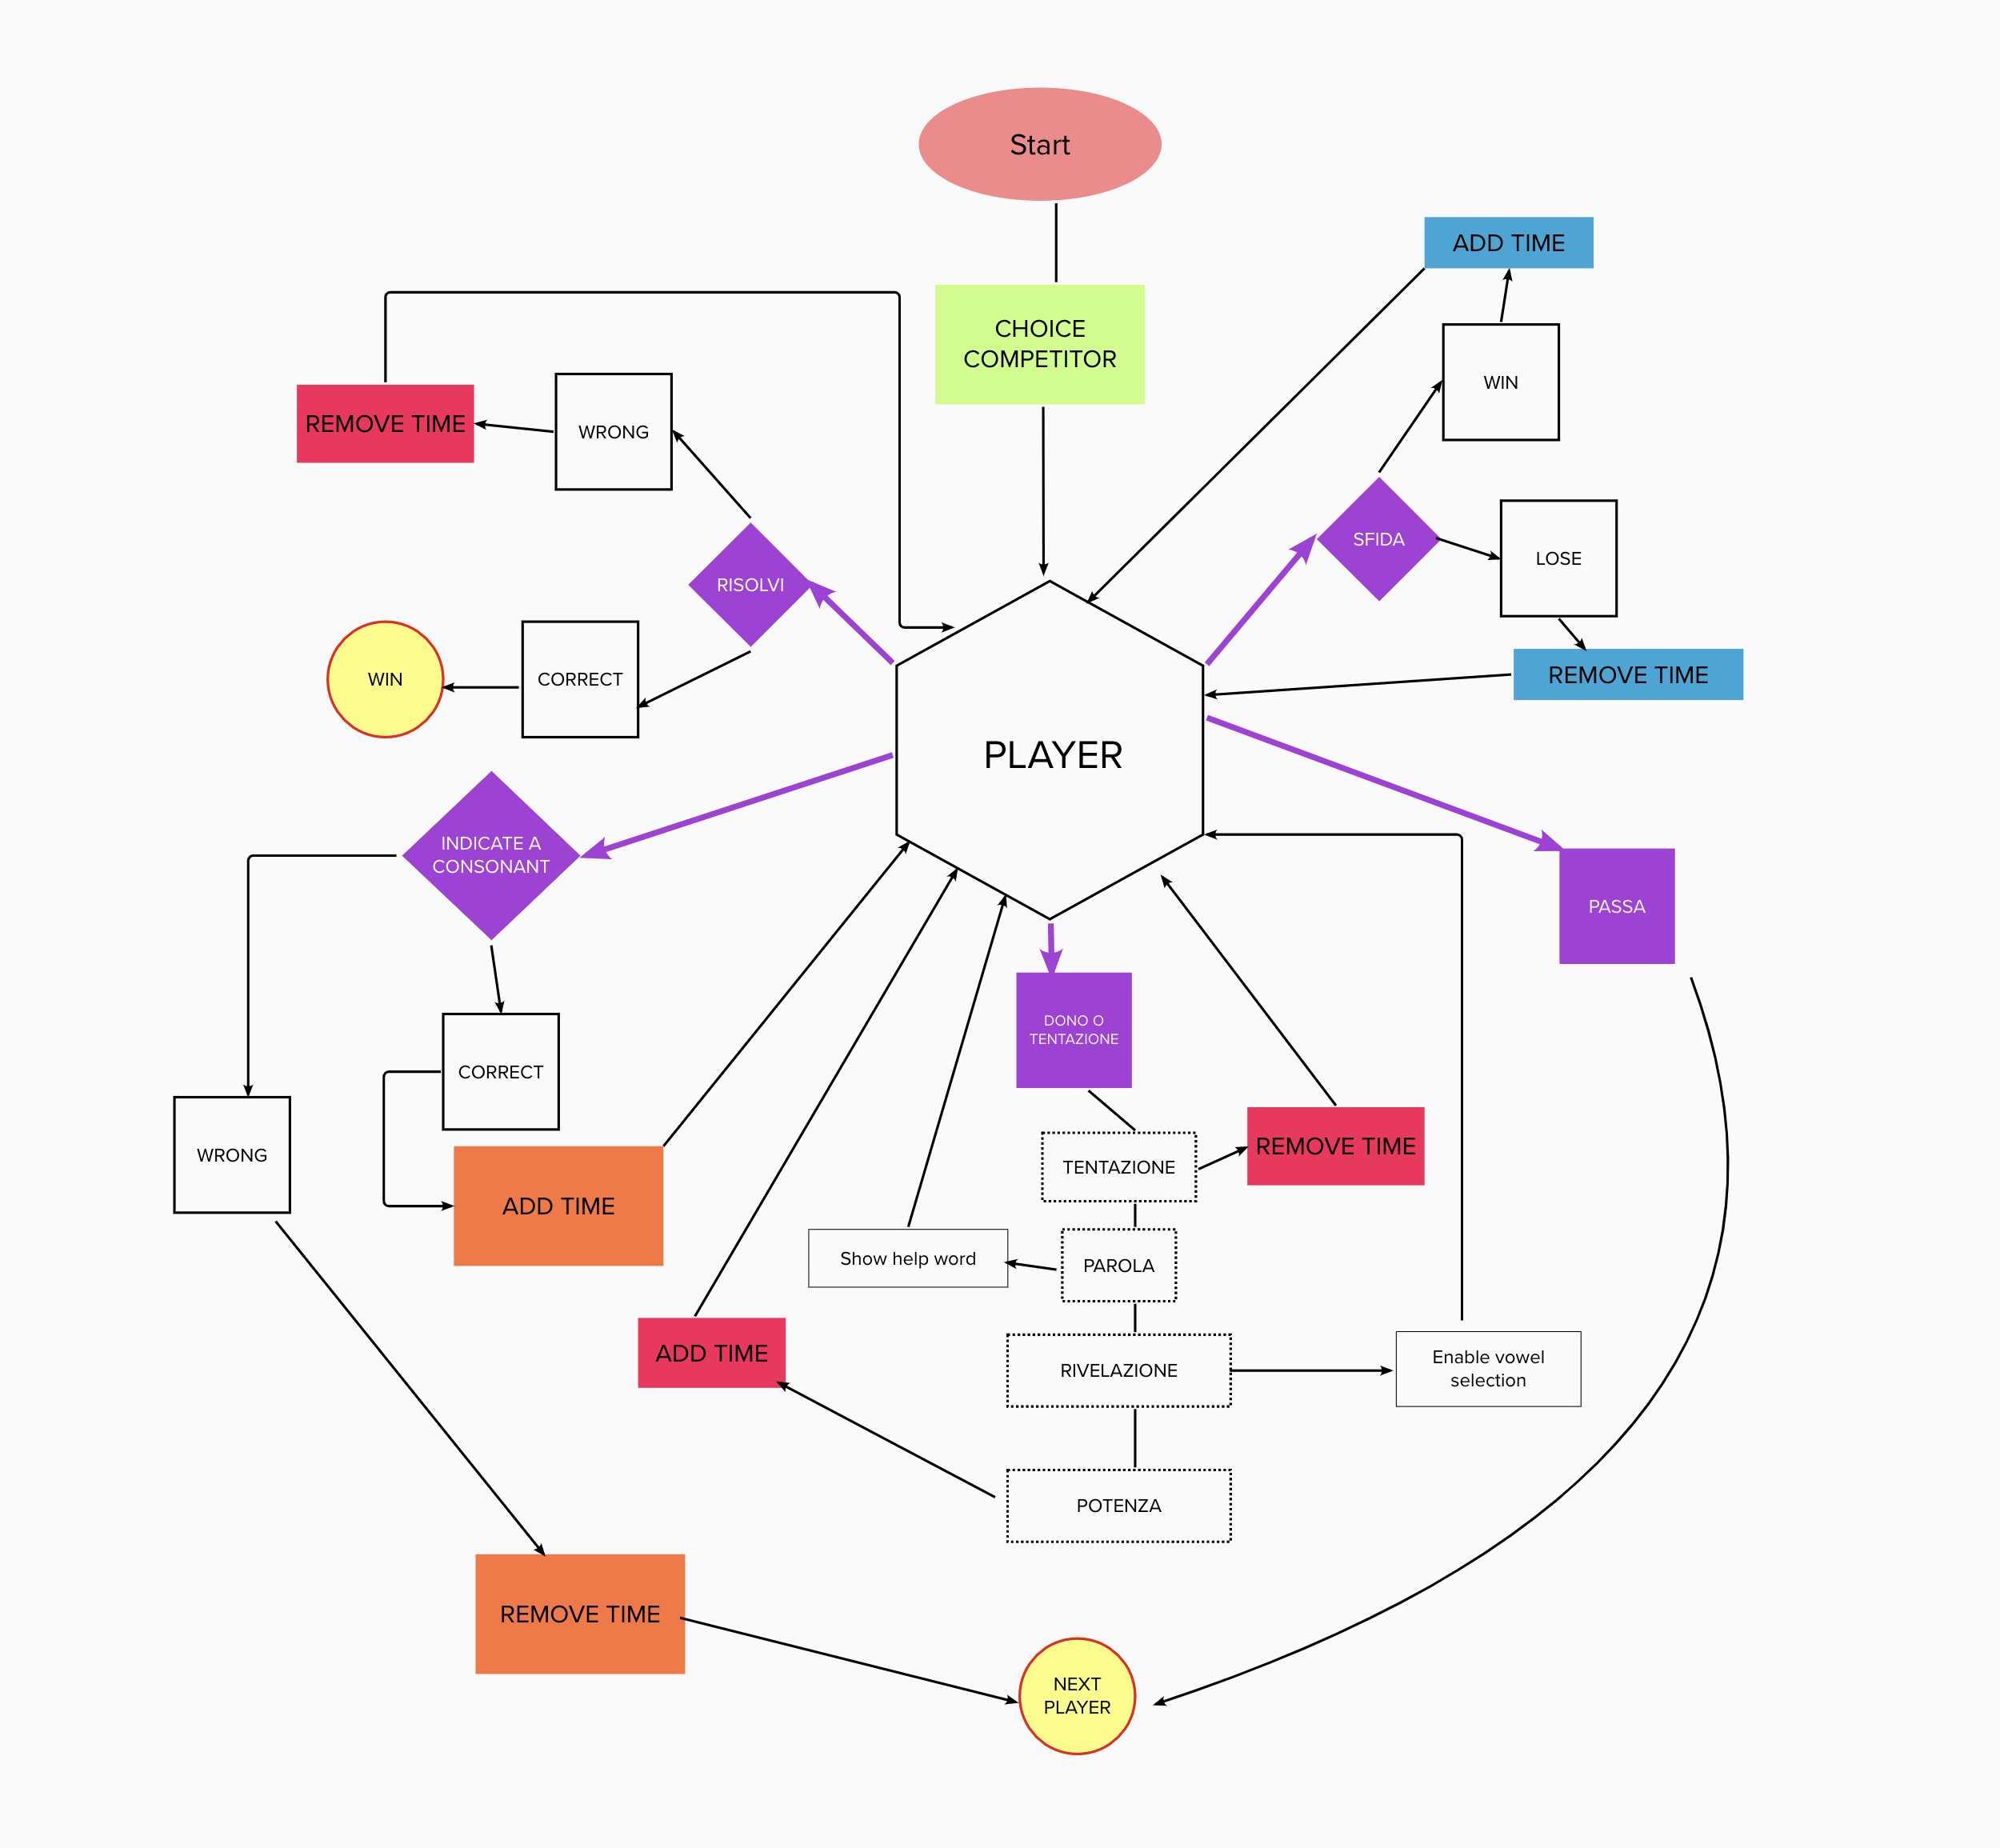 Start
ADD TIME
CHOICE
COMPETITOR
WIN
REMOVE TIME
WRONG
SFIDA
LOSE
RISOLVI
WIN
CORRECT
REMOVE TIME
PLAYER
INDICATE A
CONSONANT
PASSA
DONO O
TENTAZIONE
CORRECT
WRONG
TENTAZIONE
REMOVE TIME
ADD TIME
Show help word
PAROLA
ADD TIME
RIVELAZIONE
Enable vowel
selection
POTENZA
REMOVE TIME
NEXT
PLAYER